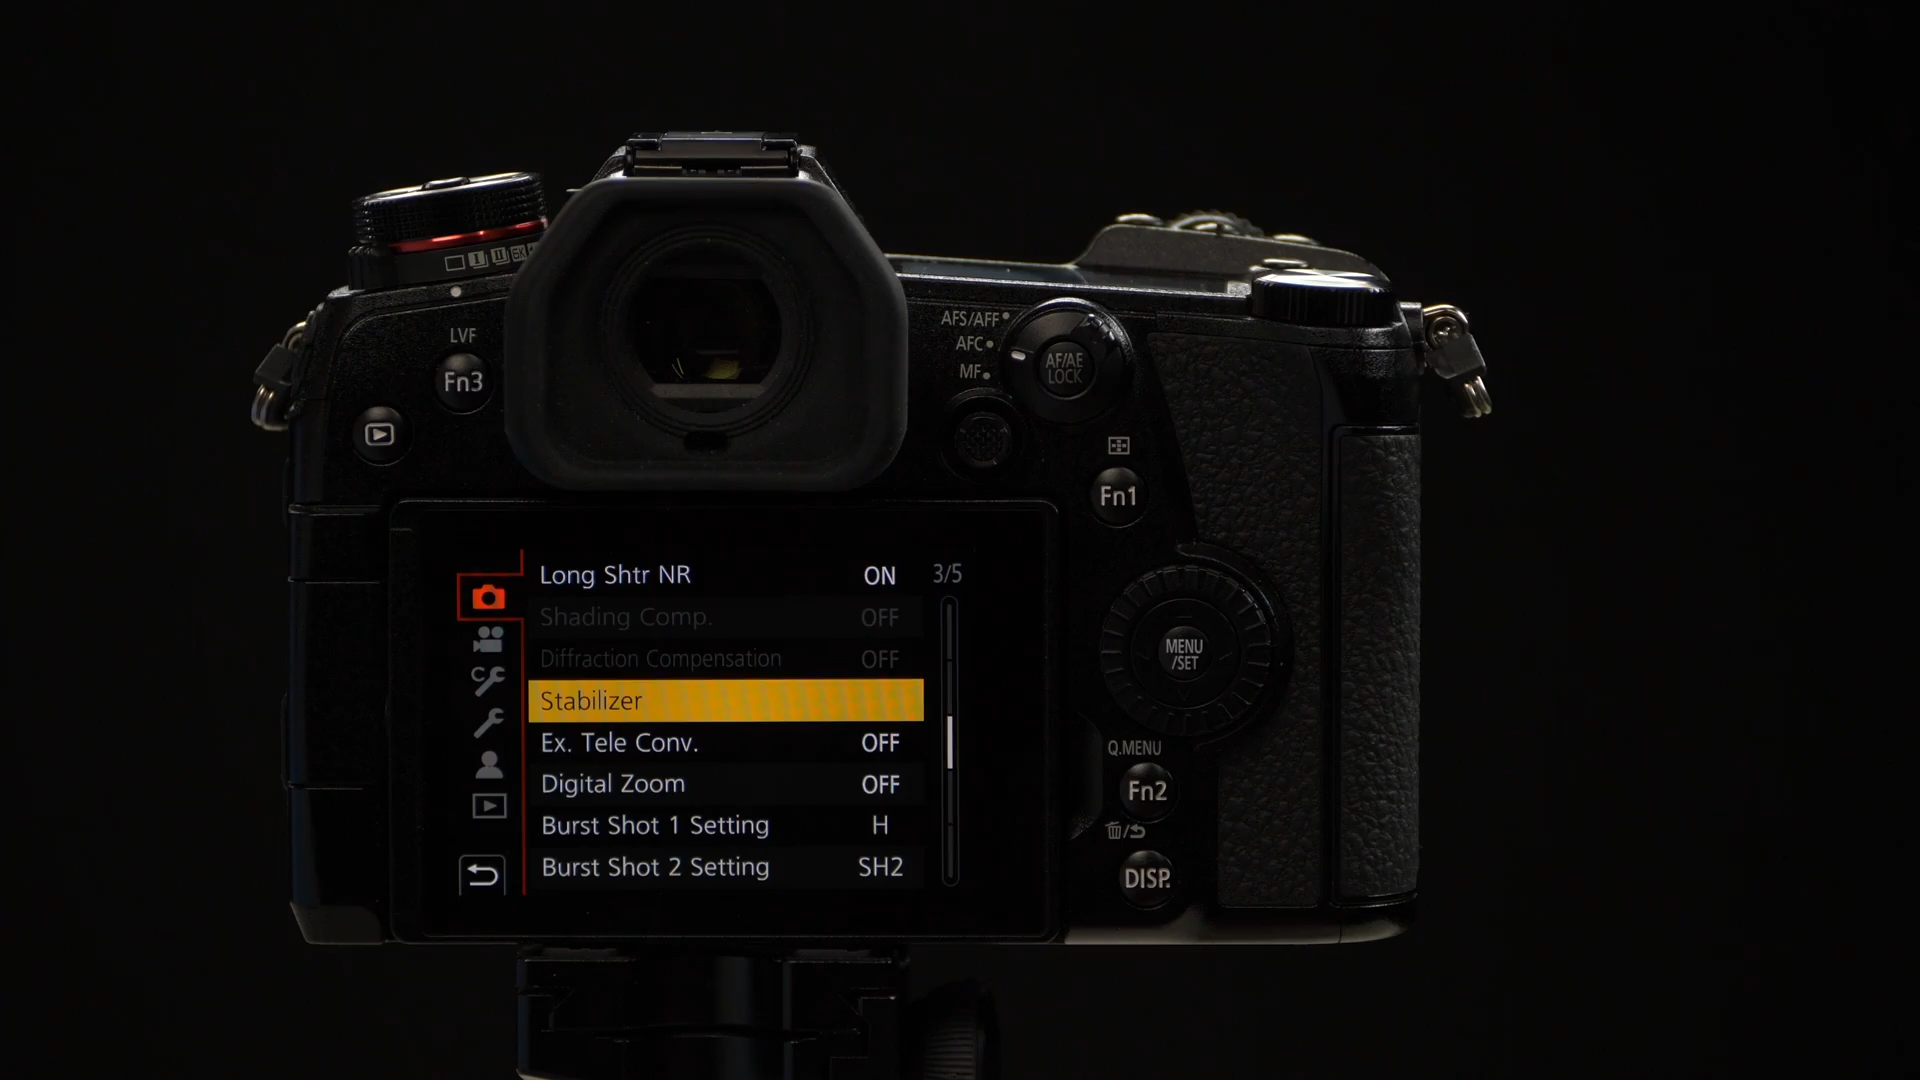 I II 6K
LVF
Fn3
AFS/AFF
AFC
MF
AF/AE
LOCK
Fn1
Long Shtr NR ON 3/5
Shading Comp. OFF
Diffraction Compensation OFF
Stabilizer
Ex. Tele Conv. OFF
Digital Zoom OFF
Burst Shot 1 Setting H
Burst Shot 2 Setting SH2
C
MENU
/SET
Q.MENU
Fn2
/
DISP.